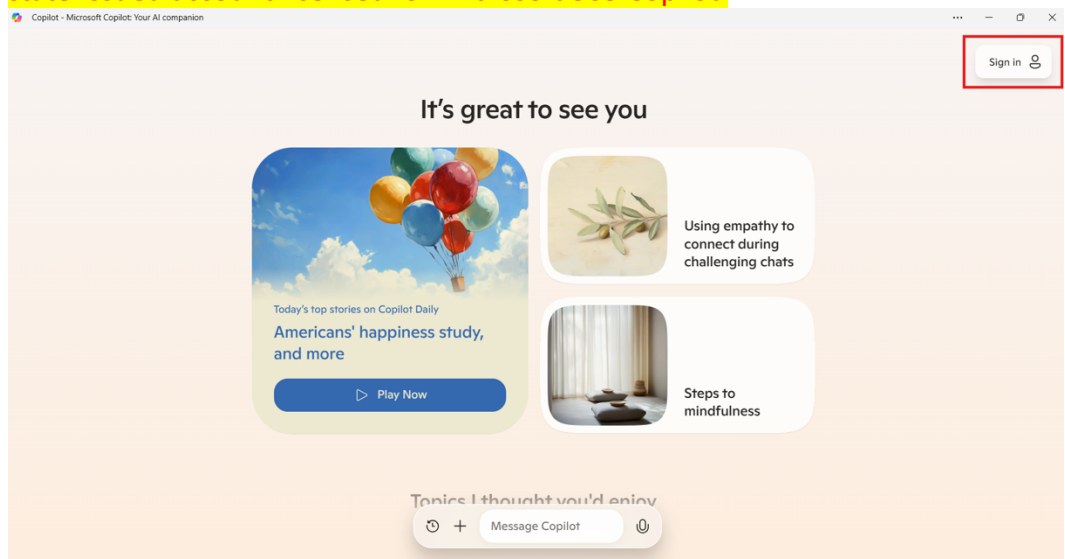 Copilot - Microsoft Copilot: Your AI companion
Sign in
It's great to see you
Using empathy to
connect during
challenging chats
Today's top stories on Copilot Daily
Americans' happiness study,
and more
Play Now
Steps to
mindfulness
Topics I thought you'd enjoy
Message Copilot